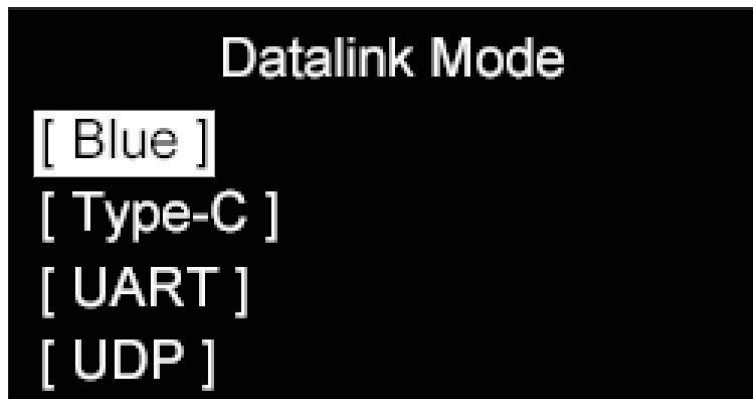 Datalink Mode
[ Blue ]
[ Type-C ]
[ UART ]
[ UDP ]